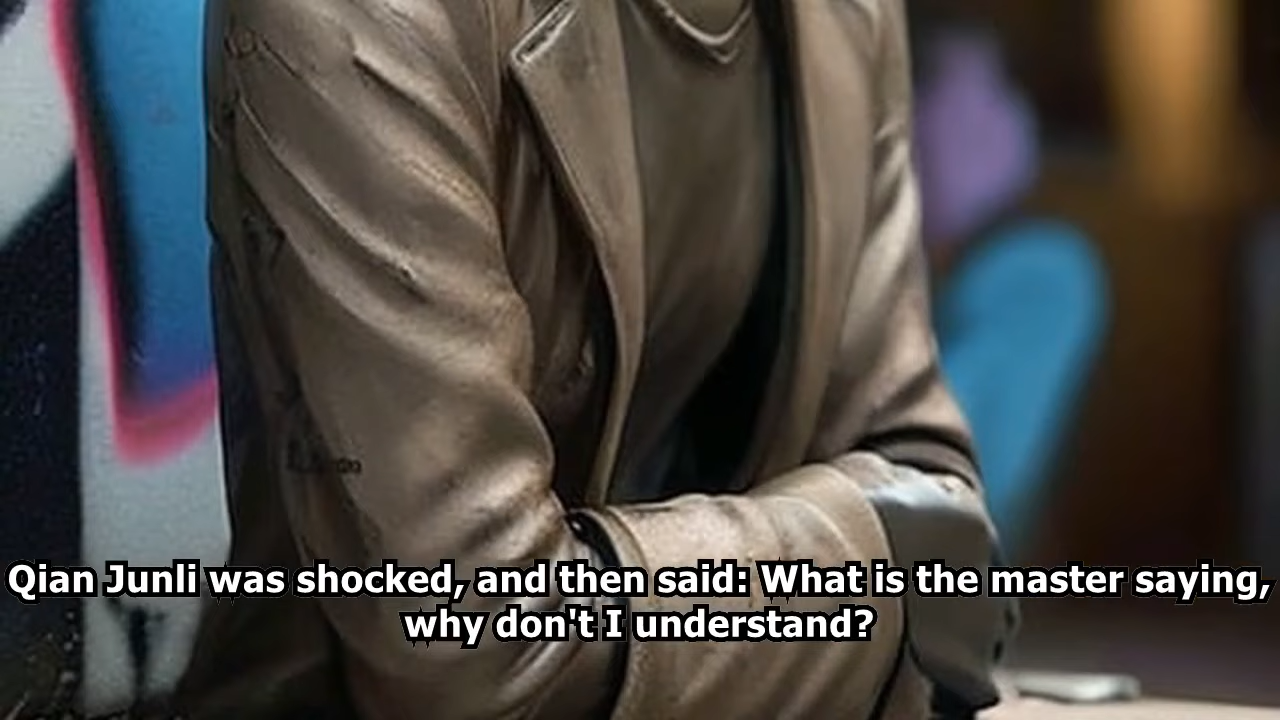 Qian Junli was shocked, and then said: What is the master saying,
why don't I understand?